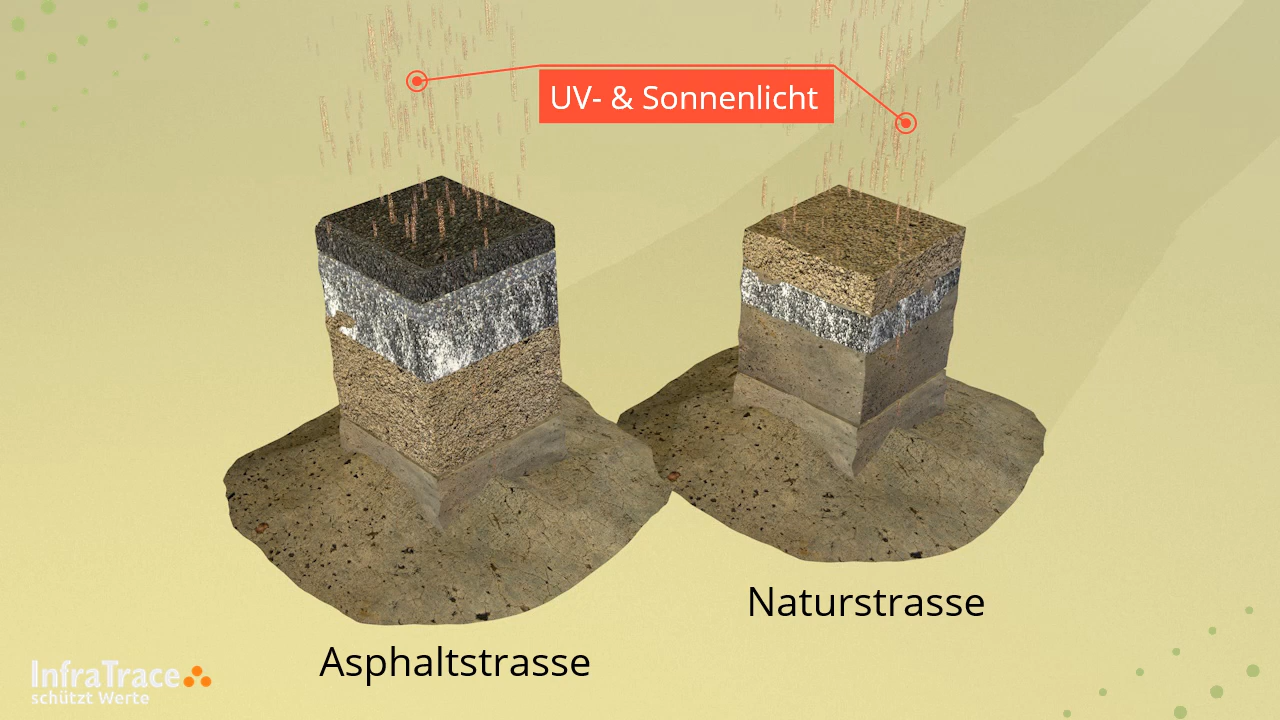 UV- & Sonnenlicht
Naturstrasse
Asphaltstrasse
InfraTrace
schützt Werte